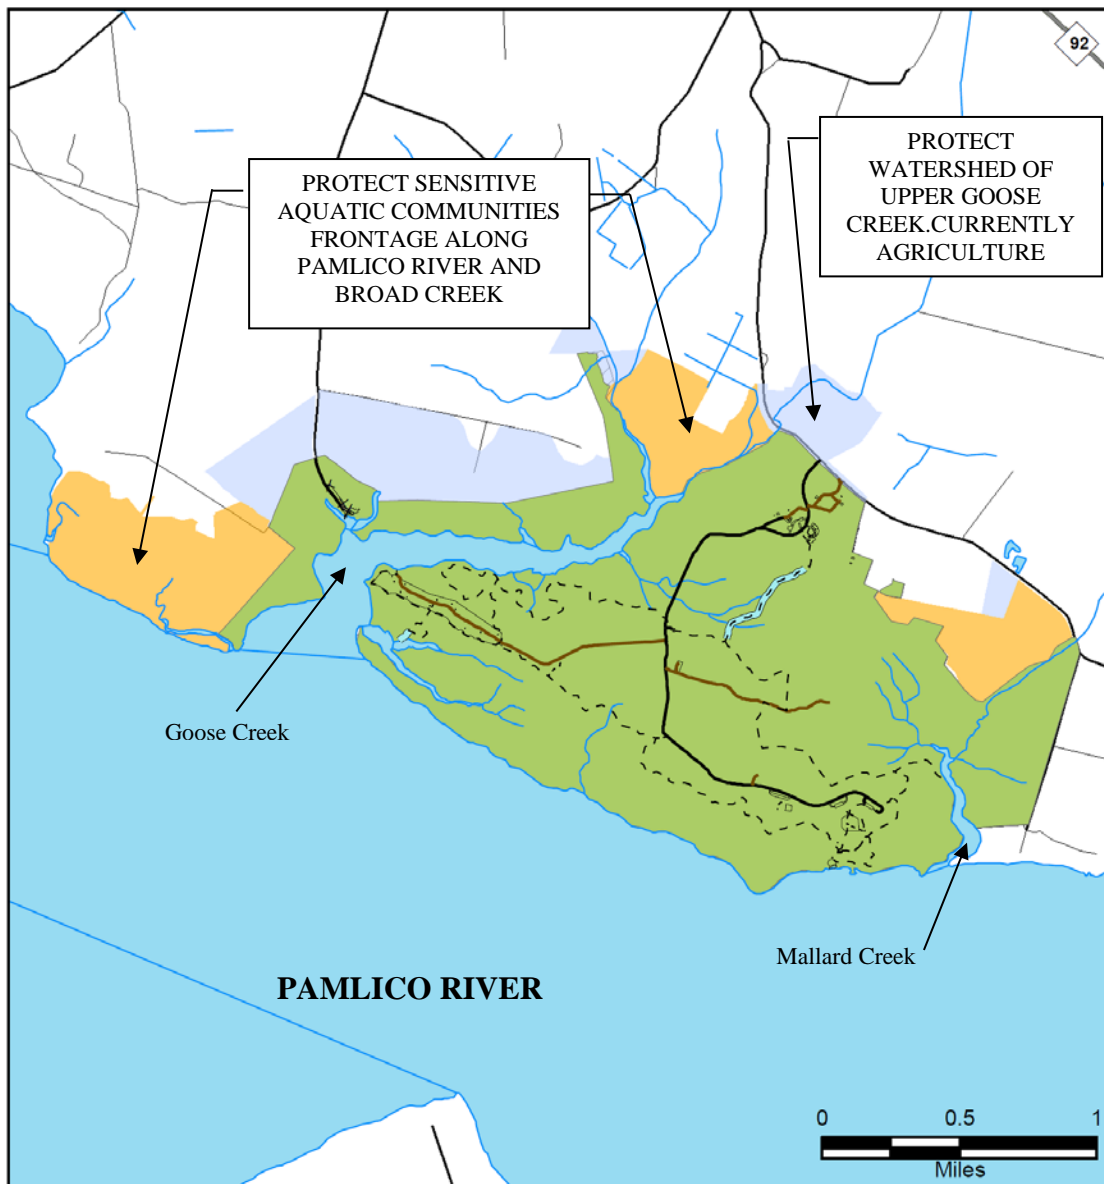 92
PROTECT SENSITIVE
AQUATIC COMMUNITIES
FRONTAGE ALONG
PAMLICO RIVER AND
BROAD CREEK
PROTECT
WATERSHED OF
UPPER GOOSE
CREEK.CURRENTLY
AGRICULTURE
Goose Creek
Mallard Creek
PAMLICO RIVER
0 0.5 1
Miles